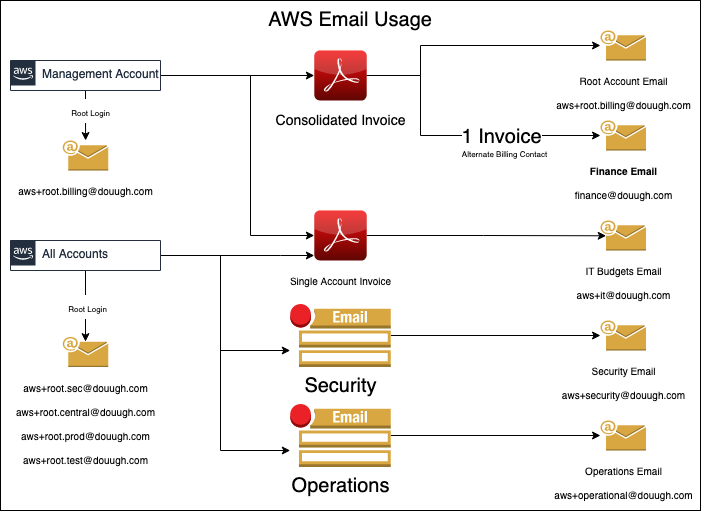 AWS Email Usage
aws
Management Account
Root Login
aws+root.billing@douugh.com
Consolidated Invoice
Root Account Email
aws+root.billing@douugh.com
1 Invoice
Alternate Billing Contact
Finance Email
finance@douugh.com
aws
All Accounts
Root Login
aws+root.sec@douugh.com
aws+root.central@douugh.com
aws+root.prod@douugh.com
aws+root.test@douugh.com
Single Account Invoice
IT Budgets Email
aws+it@douugh.com
Email
Security
Security Email
aws+security@douugh.com
Email
Operations
Operations Email
aws+operational@douugh.com